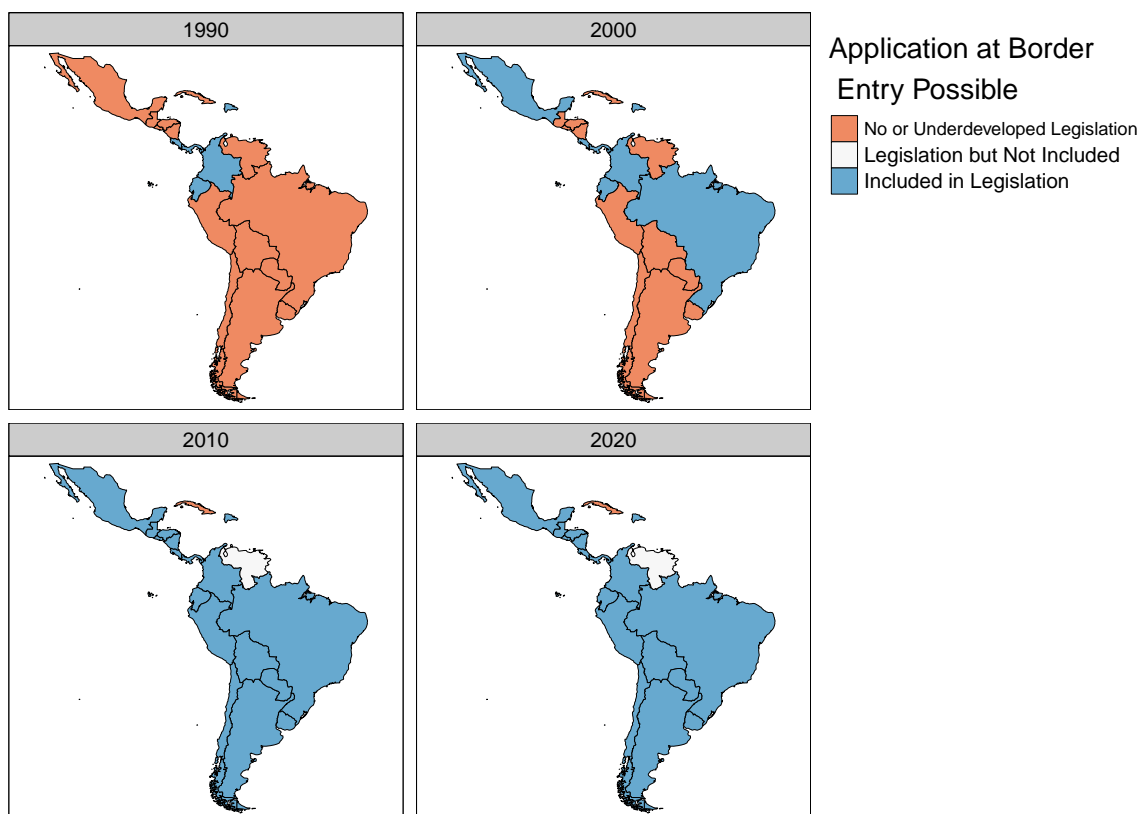 1990
2000
Application at Border
Entry Possible
No or Underdeveloped Legislation
Legislation but Not Included
Included in Legislation
2010
2020